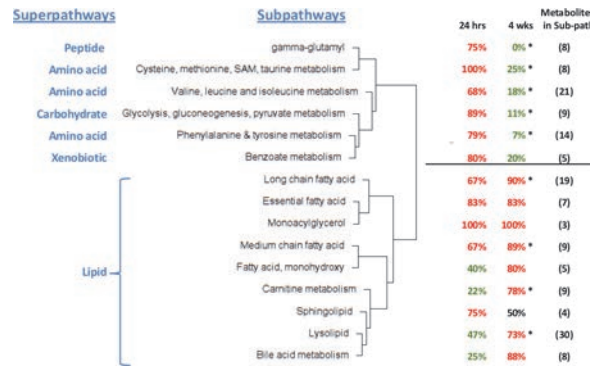 Superpathways Subpathways 24 hrs 4 wks Metabolites in Sub-path
Peptide gamma-glutamyl 75% 0% * (8)
Amino acid Cysteine, methionine, SAM, taurine metabolism 100% 25% * (8)
Amino acid Valine, leucine and isoleucine metabolism 68% 18% * (21)
Carbohydrate Glycolysis, gluconeogenesis, pyruvate metabolism 89% 11% * (9)
Amino acid Phenylalanine & tyrosine metabolism 79% 7% * (14)
Xenobiotic Benzoate metabolism 80% 20% (5)
Long chain fatty acid 67% 90% * (19)
Essential fatty acid 83% 83% (7)
Monoacylglycerol 100% 100% (3)
Medium chain fatty acid 67% 89% * (9)
Lipid Fatty acid, monohydroxy 40% 80% (5)
Carnitine metabolism 22% 78% * (9)
Sphingolipid 75% 50% (4)
Lysolipid 47% 73% * (30)
Bile acid metabolism 25% 88% (8)